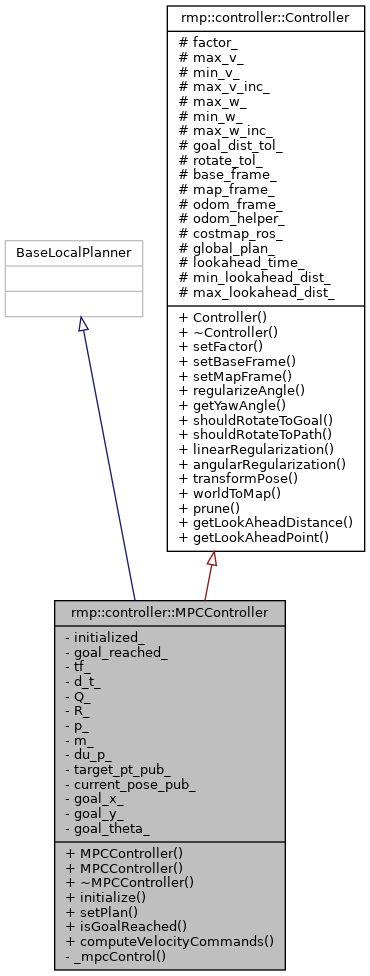 rmp::controller::Controller
# factor_
# max_v_
# min_v_
# max_v_inc_
# max_w_
# min_w_
# max_w_inc_
# goal_dist_tol_
# rotate_tol_
# base_frame_
# map_frame_
# odom_frame_
# odom_helper_
# costmap_ros_
# global_plan_
# lookahead_time_
# min_lookahead_dist_
# max_lookahead_dist_
+ Controller()
+ ~Controller()
+ setFactor()
+ setBaseFrame()
+ setMapFrame()
+ regularizeAngle()
+ getYawAngle()
+ shouldRotateToGoal()
+ shouldRotateToPath()
+ linearRegularization()
+ angularRegularization()
+ transformPose()
+ worldToMap()
+ prune()
+ getLookAheadDistance()
+ getLookAheadPoint()
BaseLocalPlanner
rmp::controller::MPCController
- initialized_
- goal_reached_
- tf_
- d_t_
- Q_
- R_
- p_
- m_
- du_p_
- target_pt_pub_
- current_pose_pub_
- goal_x_
- goal_y_
- goal_theta_
+ MPCController()
+ MPCController()
+ ~MPCController()
+ initialize()
+ setPlan()
+ isGoalReached()
+ computeVelocityCommands()
- _mpcControl()